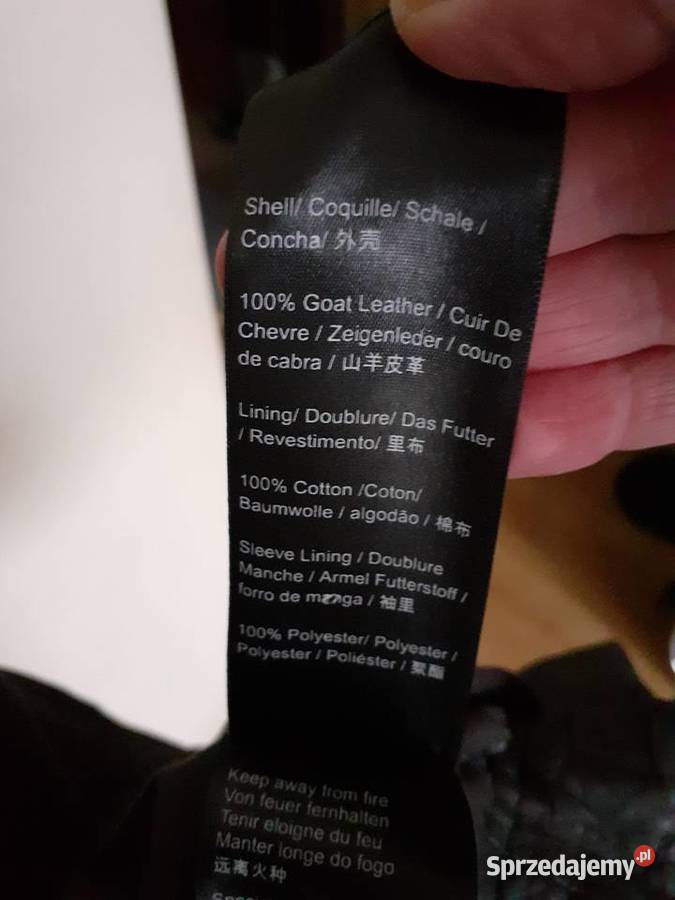 Shell/ Coquille/ Schale /
Concha/ 外壳
100% Goat Leather / Cuir De
Chevre / Zeigenleder / couro
de cabra / 山羊皮革
Lining/ Doublure/ Das Futter
/ Revestimento/ 里布
100% Cotton /Coton/
Baumwolle / algodão / 棉布
Sleeve Lining / Doublure
Manche / Armel Futterstoff /
forro de manga / 袖里
100% Polyester/ Polyester /
Polyester / Poliéster / 聚酯
Keep away from fire
Von feuer fernhalten
Tenir eloigne du feu
Manter longe do fogo
远离火种
Sprzedajemy.pl